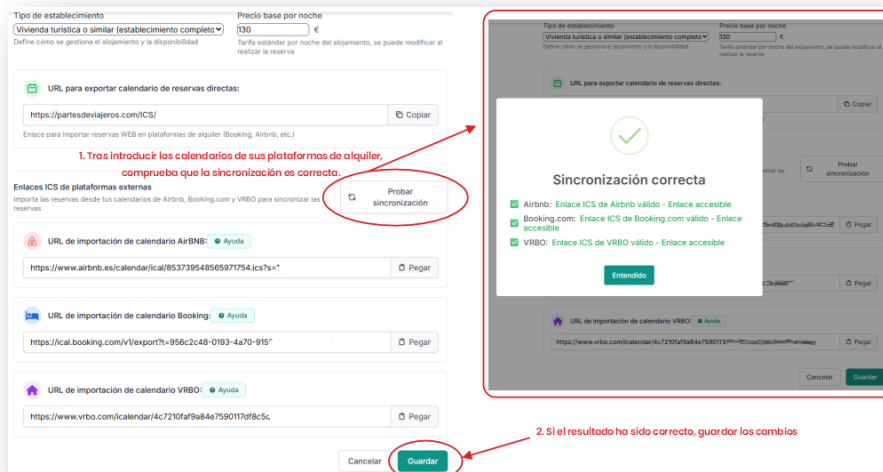 Tipo de establecimiento
Precio base por noche
Vivienda turística o similar (establecimiento completo
130 €
Define cómo se gestiona el alojamiento y la disponibilidad
Tarifa estándar por noche del alojamiento, se puede modificar al
realizar la reserva
URL para exportar calendario de reservas directas:
https://partesdeviajeros.com/ICS/
Copiar
Enlace para importar reservas WEB en plataformas de alquiler (Booking, Airbnb, etc.)
1. Tras introducir los calendarios de sus plataformas de alquiler,
comprueba que la sincronización es correcta.
Enlaces ICS de plataformas externas
Importa las reservas desde tus calendarios de Airbnb, Booking.com y VRBO para sincronizar las
reservas
Probar
sincronización
URL de importación de calendario AirBNB: Ayuda
https://www.airbnb.es/calendar/ical/853739548565971754.ics?s=
Pegar
URL de importación de calendario Booking: Ayuda
https://ical.booking.com/v1/export?t=956c2c48-0193-4a70-915
Pegar
URL de importación de calendario VRBO: Ayuda
https://www.vrbo.com/icalendar/4c7210faf9a84e7590117df8c5c
Pegar
Cancelar
Guardar
2. Si el resultado ha sido correcto, guardar los cambios
Tipo de establecimiento
Precio base por noche
Vivienda turística o similar (establecimiento completo)
130 €
Define cómo se gestiona el alojamiento y la disponibilidad
Tarifa estándar por noche del alojamiento, se puede modificar al
realizar la reserva
URL para exportar calendario de reservas directas:
Copiar
Probar
sincronización
Sincronización correcta
Airbnb: Enlace ICS de Airbnb válido - Enlace accesible
Booking.com: Enlace ICS de Booking.com válido - Enlace
accesible
VRBO: Enlace ICS de VRBO válido - Enlace accesible
Entendido
Pegar
Pegar
URL de importación de calendario VRBO: Ayuda
https://www.vrbo.com/icalendar/4c7210faf9a84e75901
Pegar
Cancelar
Guardar